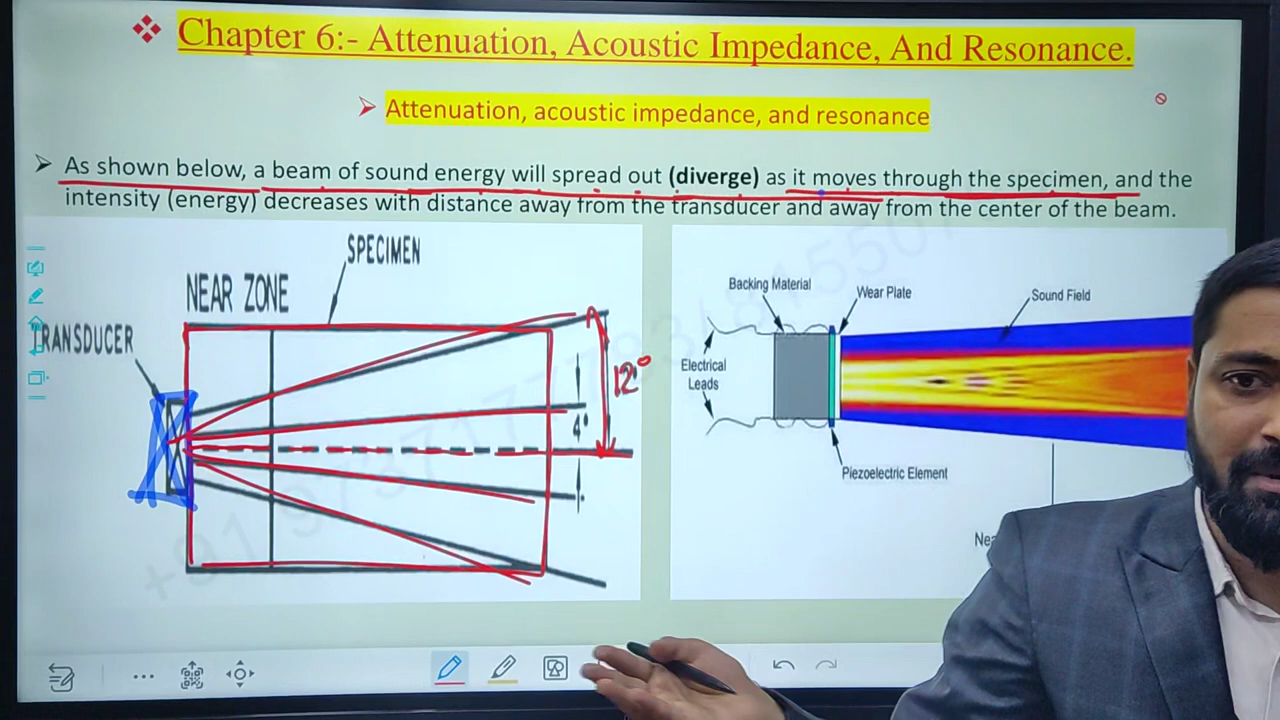 Chapter 6:- Attenuation, Acoustic Impedance, And Resonance.
Attenuation, acoustic impedance, and resonance
As shown below, a beam of sound energy will spread out (diverge) as it moves through the specimen, and the
intensity (energy) decreases with distance away from the transducer and away from the center of the beam.
SPECIMEN
NEAR ZONE
TRANSDUCER
12°
4°
Backing Material
Wear Plate
Sound Field
Electrical
Leads
Piezoelectric Element